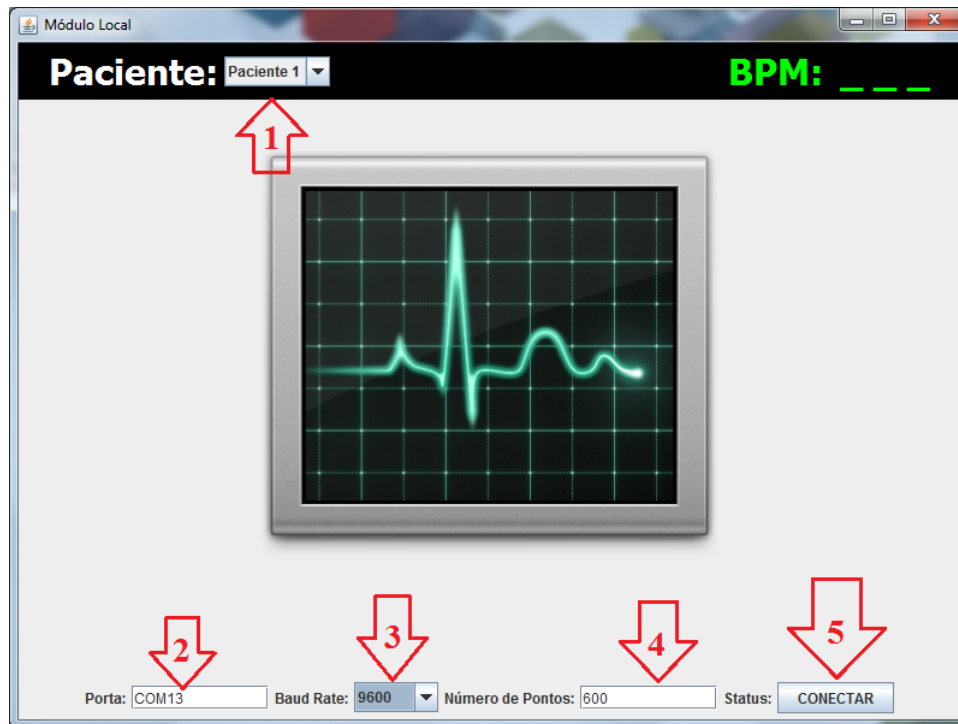 Módulo Local
Paciente: Paciente 1 BPM: _ _ _
1
2 3 4 5
Porta: COM13 Baud Rate: 9600 Número de Pontos: 600 Status: CONECTAR